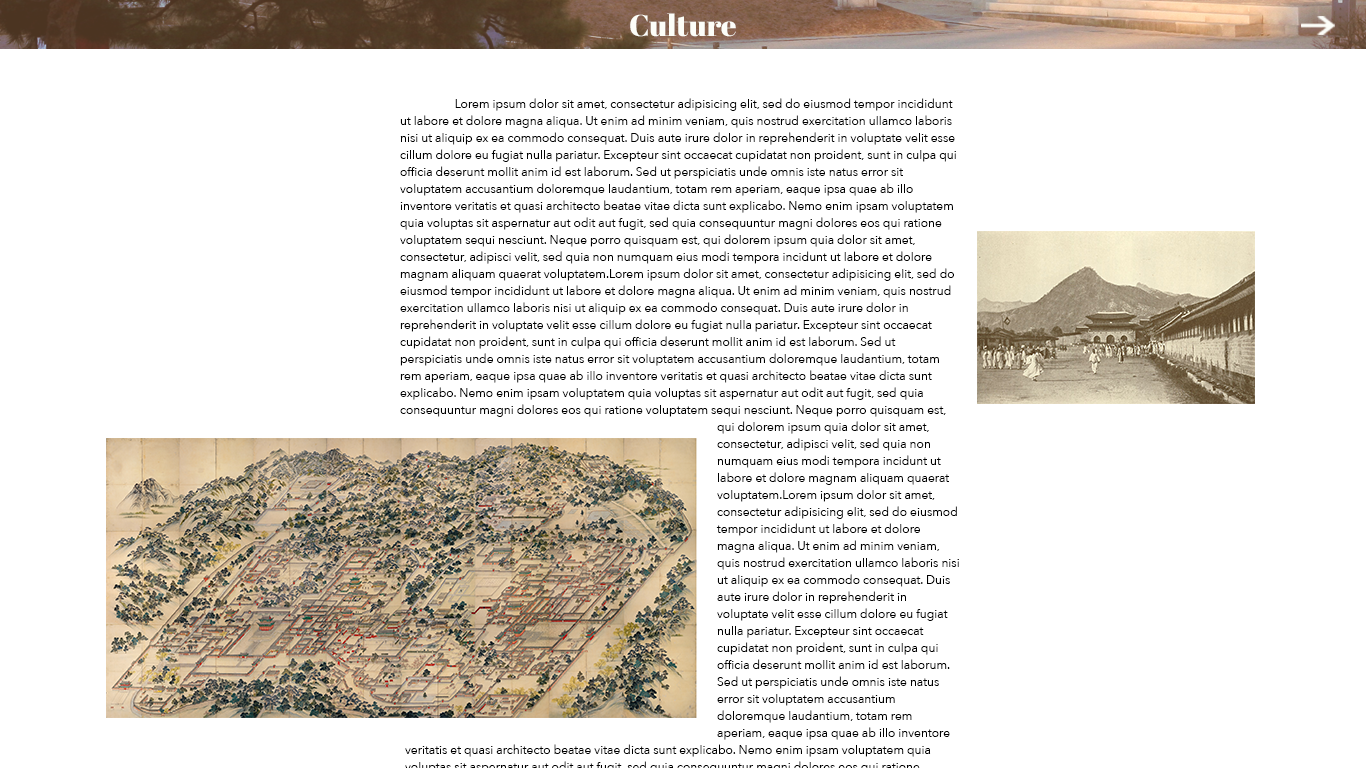 Culture
Lorem ipsum dolor sit amet, consectetur adipisicing elit, sed do eiusmod tempor incididunt
ut labore et dolore magna aliqua. Ut enim ad minim veniam, quis nostrud exercitation ullamco laboris
nisi ut aliquip ex ea commodo consequat. Duis aute irure dolor in reprehenderit in voluptate velit esse
cillum dolore eu fugiat nulla pariatur. Excepteur sint occaecat cupidatat non proident, sunt in culpa qui
officia deserunt mollit anim id est laborum. Sed ut perspiciatis unde omnis iste natus error sit
voluptatem accusantium doloremque laudantium, totam rem aperiam, eaque ipsa quae ab illo
inventore veritatis et quasi architecto beatae vitae dicta sunt explicabo. Nemo enim ipsam voluptatem
quia voluptas sit aspernatur aut odit aut fugit, sed quia consequuntur magni dolores eos qui ratione
voluptatem sequi nesciunt. Neque porro quisquam est, qui dolorem ipsum quia dolor sit amet,
consectetur, adipisci velit, sed quia non numquam eius modi tempora incidunt ut labore et dolore
magnam aliquam quaerat voluptatem.Lorem ipsum dolor sit amet, consectetur adipisicing elit, sed do
eiusmod tempor incididunt ut labore et dolore magna aliqua. Ut enim ad minim veniam, quis nostrud
exercitation ullamco laboris nisi ut aliquip ex ea commodo consequat. Duis aute irure dolor in
reprehenderit in voluptate velit esse cillum dolore eu fugiat nulla pariatur. Excepteur sint occaecat
cupidatat non proident, sunt in culpa qui officia deserunt mollit anim id est laborum. Sed ut
perspiciatis unde omnis iste natus error sit voluptatem accusantium doloremque laudantium, totam
rem aperiam, eaque ipsa quae ab illo inventore veritatis et quasi architecto beatae vitae dicta sunt
explicabo. Nemo enim ipsam voluptatem quia voluptas sit aspernatur aut odit aut fugit, sed quia
consequuntur magni dolores eos qui ratione voluptatem sequi nesciunt. Neque porro quisquam est,
qui dolorem ipsum quia dolor sit amet,
consectetur, adipisci velit, sed quia non
numquam eius modi tempora incidunt ut
labore et dolore magnam aliquam quaerat
voluptatem.Lorem ipsum dolor sit amet,
consectetur adipisicing elit, sed do eiusmod
tempor incididunt ut labore et dolore
magna aliqua. Ut enim ad minim veniam,
quis nostrud exercitation ullamco laboris nisi
ut aliquip ex ea commodo consequat. Duis
aute irure dolor in reprehenderit in
voluptate velit esse cillum dolore eu fugiat
nulla pariatur. Excepteur sint occaecat
cupidatat non proident, sunt in culpa qui
officia deserunt mollit anim id est laborum.
Sed ut perspiciatis unde omnis iste natus
error sit voluptatem accusantium
doloremque laudantium, totam rem
aperiam, eaque ipsa quae ab illo inventore
veritatis et quasi architecto beatae vitae dicta sunt explicabo. Nemo enim ipsam voluptatem quia
voluptas sit aspernatur aut odit aut fugit, sed quia consequuntur magni dolores eos qui ratione